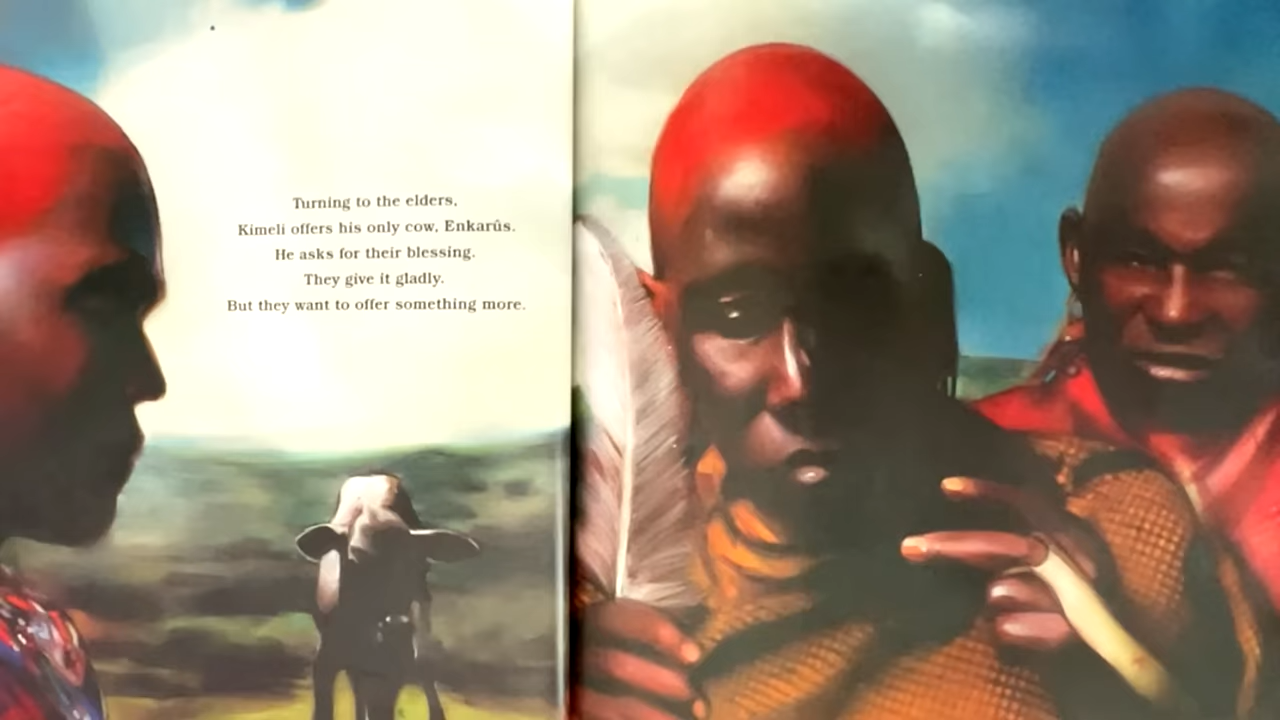 Turning to the elders,
Kimeli offers his only cow, Enkarûs.
He asks for their blessing.
They give it gladly.
But they want to offer something more.